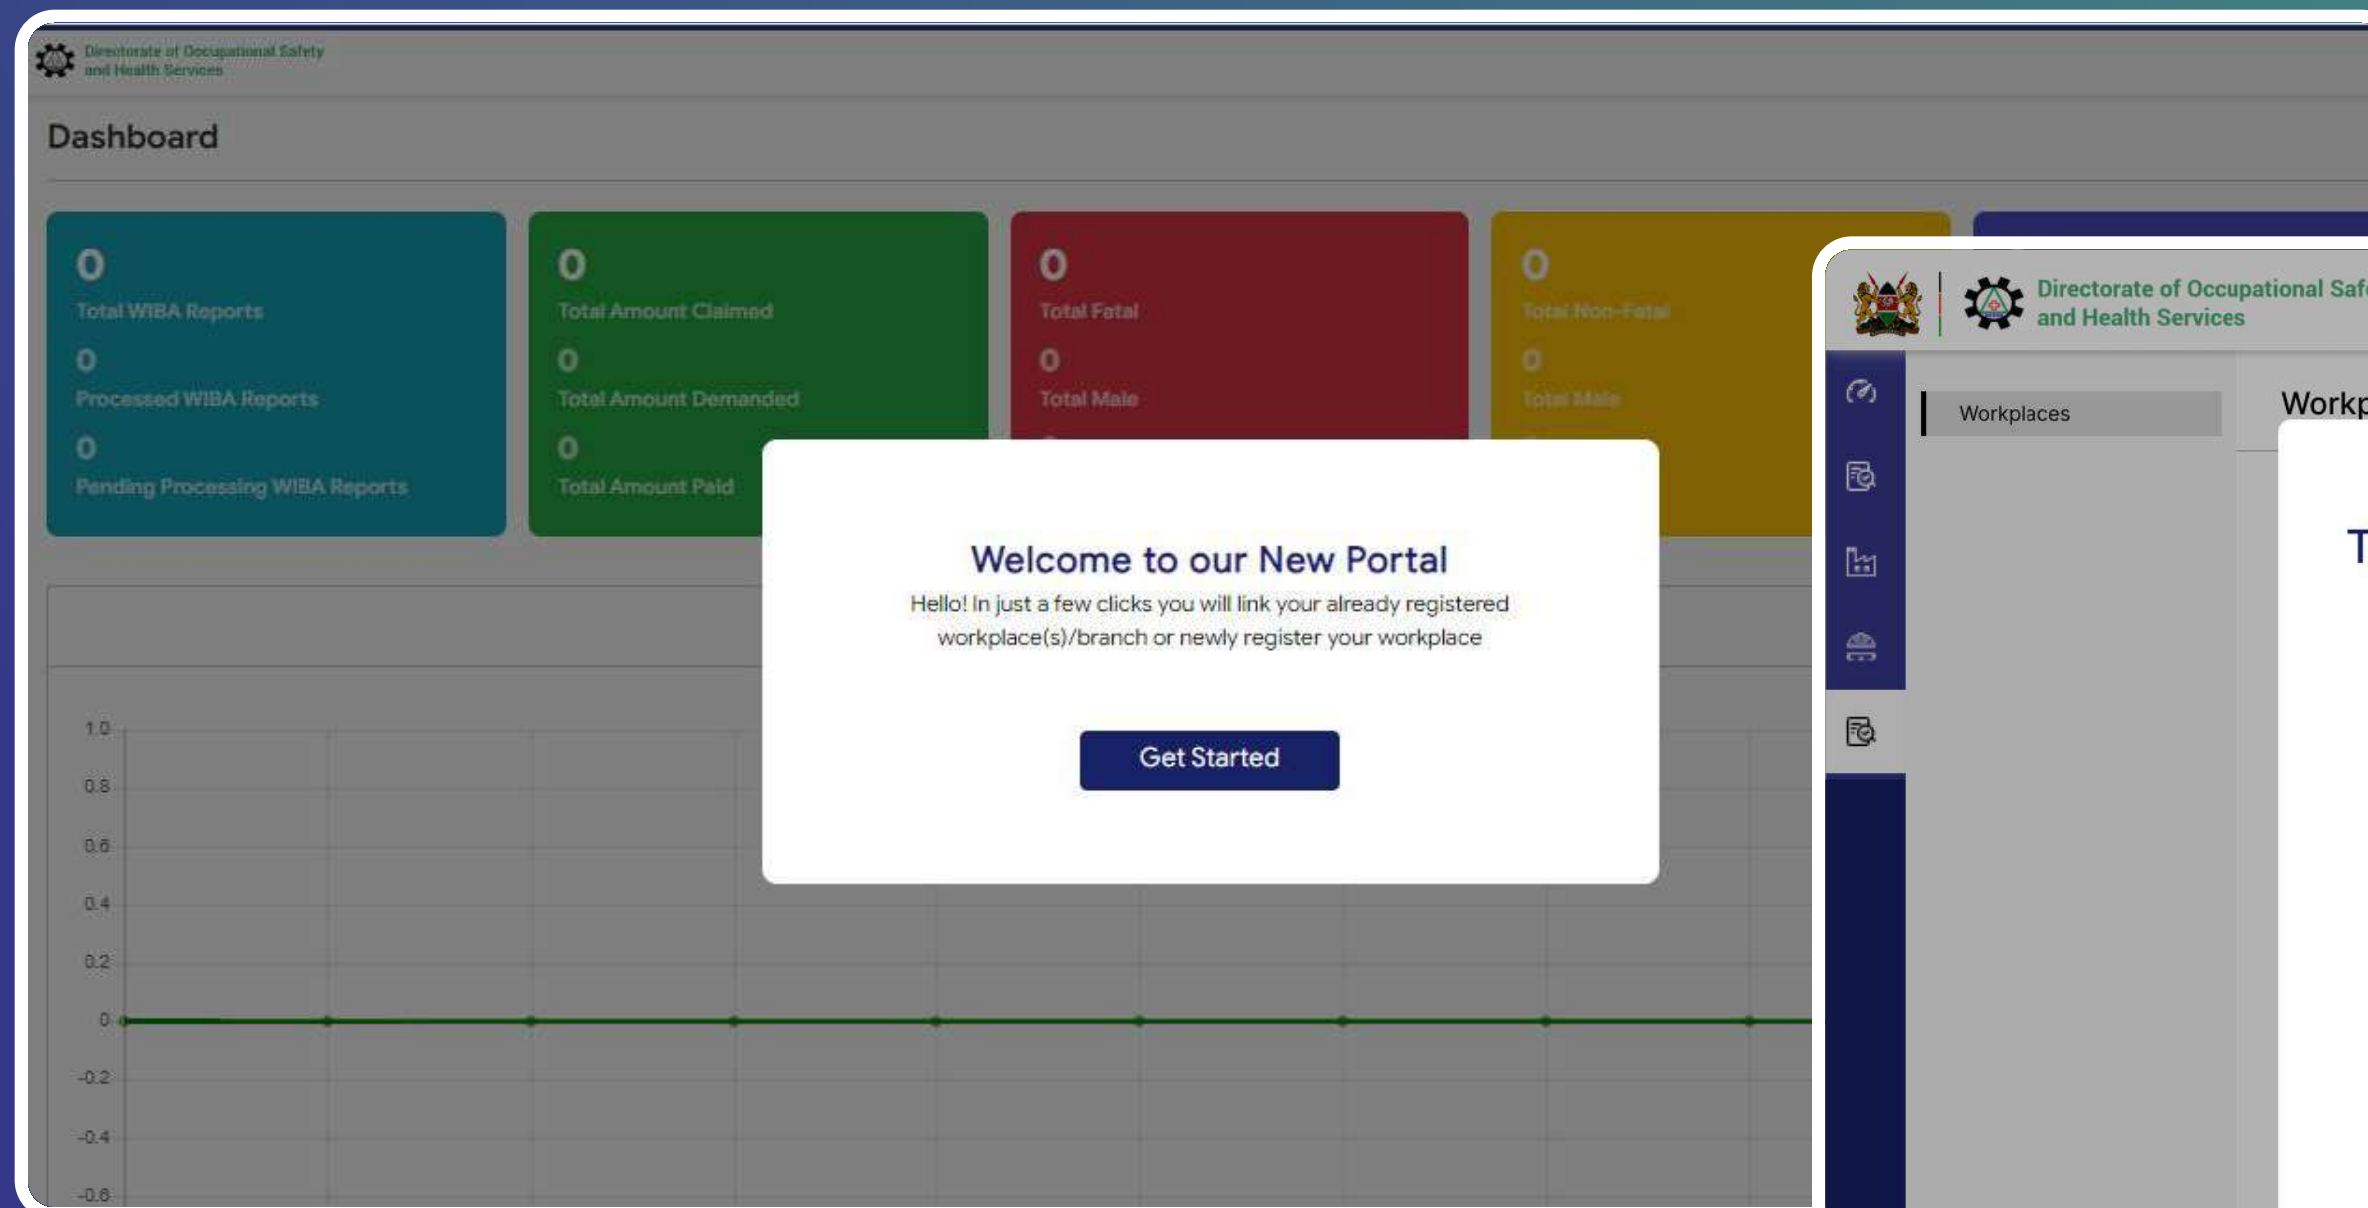 Directorate of Occupational Safety
and Health Services
Dashboard
0
Total WIBA Reports
0
Processed WIBA Reports
0
Pending Processing WIBA Reports
0
Total Amount Claimed
0
Total Amount Demanded
0
Total Amount Paid
0
Total Fatal
0
Total Male
0
Total Non-Fatal
0
Total Male
Welcome to our New Portal
Hello! In just a few clicks you will link your already registered
workplace(s)/branch or newly register your workplace
Get Started
1.0
0.8
0.6
0.4
0.2
0
-0.2
-0.4
-0.6
Directorate of Occupational Saf
and Health Services
Workplaces
Workp
T